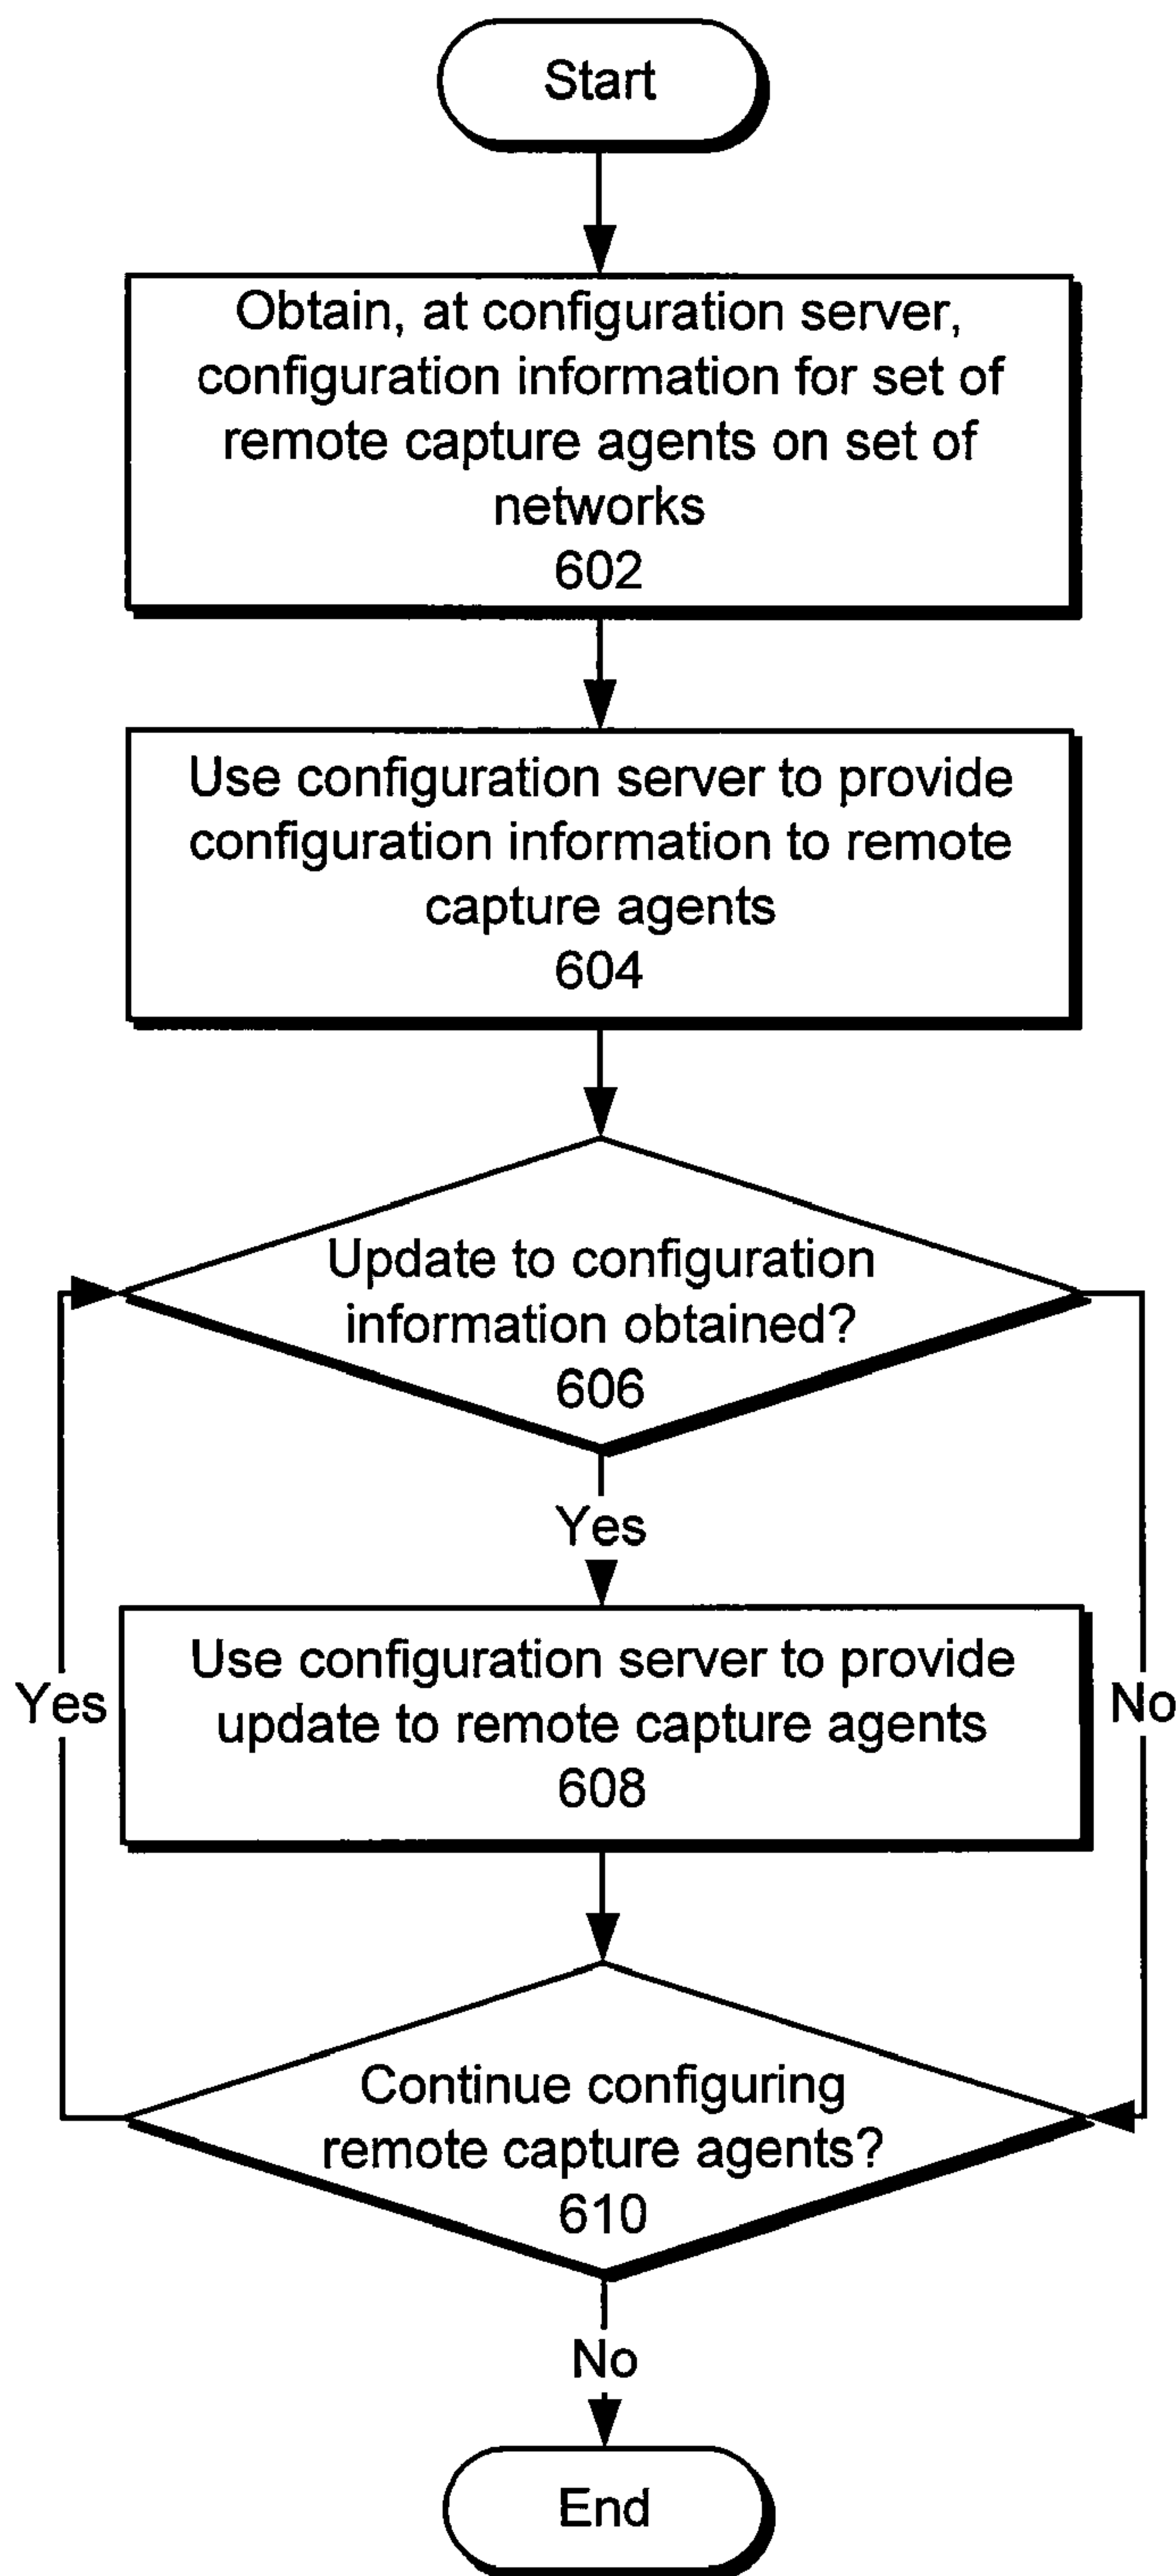 Start
Obtain, at configuration server,
configuration information for set of
remote capture agents on set of
networks
602
Use configuration server to provide
configuration information to remote
capture agents
604
Update to configuration
information obtained?
606
Yes
Use configuration server to provide
update to remote capture agents
608
Yes
No
Continue configuring
remote capture agents?
610
No
End